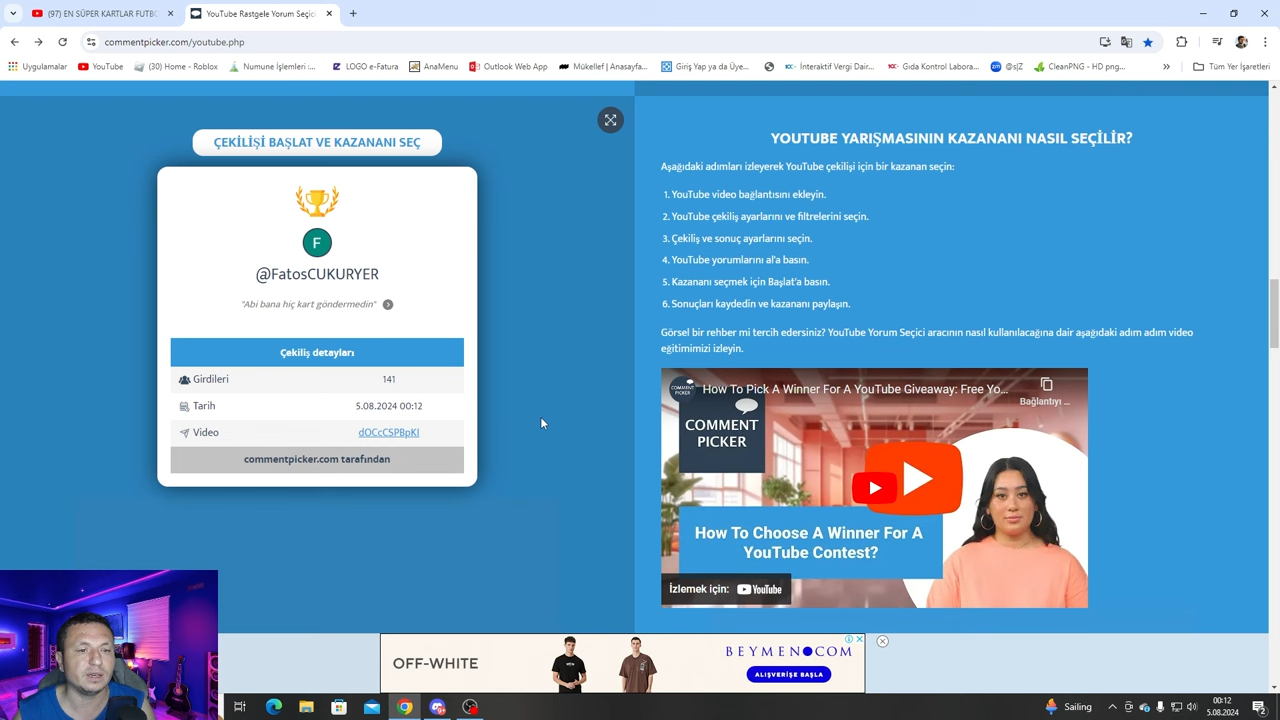 (97) EN SÜPER KARTLAR FUTBO
YouTube Rastgele Yorum Seçici
commentpicker.com/youtube.php
Uygulamalar
YouTube
(30) Home - Roblox
Numune İşlemleri :...
LOGO e-Fatura
AnaMenu
Outlook Web App
Mükellef | Anasayfa...
Giriş Yap ya da Üye...
İnteraktif Vergi Dair...
Gıda Kontrol Labora...
@s|Z
CleanPNG - HD png...
Tüm Yer İşaretleri
ÇEKİLİŞİ BAŞLAT VE KAZANANI SEÇ
F
@FatosCUKURYER
"Abi bana hiç kart göndermedin"
Çekiliş detayları
Girdileri 141
Tarih 5.08.2024 00:12
Video dOCcCSPBpKI
commentpicker.com tarafından
YOUTUBE YARIŞMASININ KAZANANI NASIL SEÇİLİR?
Aşağıdaki adımları izleyerek YouTube çekilişi için bir kazanan seçin:
1. YouTube video bağlantısını ekleyin.
2. YouTube çekiliş ayarlarını ve filtrelerini seçin.
3. Çekiliş ve sonuç ayarlarını seçin.
4. YouTube yorumlarını al'a basın.
5. Kazananı seçmek için Başlat'a basın.
6. Sonuçları kaydedin ve kazananı paylaşın.
Görsel bir rehber mi tercih edersiniz? YouTube Yorum Seçici aracının nasıl kullanılacağına dair aşağıdaki adım adım video
eğitimimizi izleyin.
COMMENT
PICKER
How To Pick A Winner For A YouTube Giveaway: Free Yo...
Bağlantıyı ...
COMMENT
PICKER
How To Choose A Winner For A
YouTube Contest?
İzlemek için: YouTube
OFF-WHITE
BEYMEN.COM
ALIŞVERİŞE BAŞLA
Sailing
00:12
5.08.2024
2